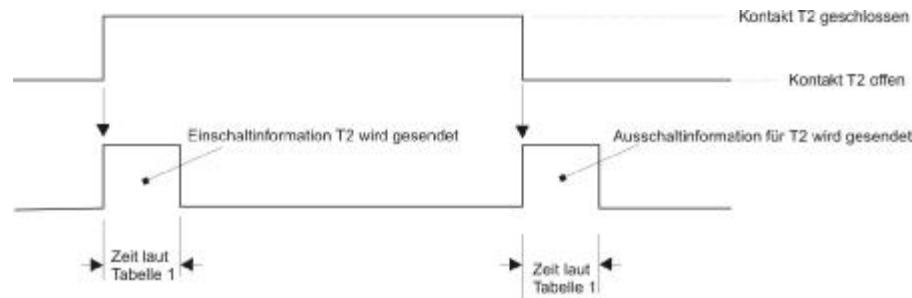 Kontakt T2 geschlossen
Kontakt T2 offen
Einschaltinformation T2 wird gesendet
Ausschaltinformation für T2 wird gesendet
Zeit laut
Tabelle 1
Zeit laut
Tabelle 1